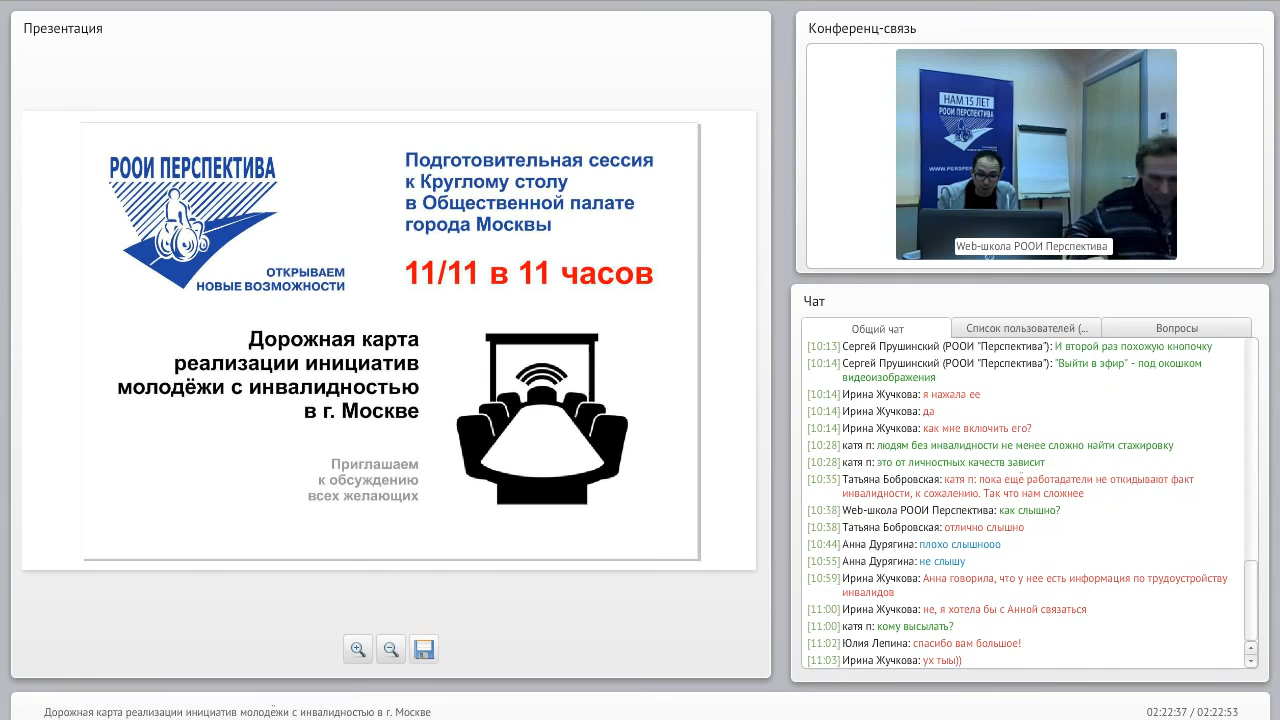 Презентация
РООИ ПЕРСПЕКТИВА
ОТКРЫВАЕМ
НОВЫЕ ВОЗМОЖНОСТИ
Подготовительная сессия
к Круглому столу
в Общественной палате
города Москвы
11/11 в 11 часов
Дорожная карта
реализации инициатив
молодёжи с инвалидностью
в г. Москве
Приглашаем
к обсуждению
всех желающих
Конференц-связь
НАМ 15 ЛЕТ
РООИ ПЕРСПЕКТИВА
Web-школа РООИ Перспектива
Чат
Общий чат
Список пользователей (...
Вопросы
[10:13] Сергей Прушинский (РООИ "Перспектива"): И второй раз похожую кнопочку
[10:14] Сергей Прушинский (РООИ "Перспектива"): "Выйти в эфир" - под окошком
видеоизображения
[10:14] Ирина Жучкова: я нажала ее
[10:14] Ирина Жучкова: да
[10:14] Ирина Жучкова: как мне включить его?
[10:28] катя п: людям без инвалидности не менее сложно найти стажировку
[10:28] катя п: это от личностных качеств зависит
[10:35] Татьяна Бобровская: катя п: пока ещё работадатели не откидывают факт
инвалидности, к сожалению. Так что нам сложнее
[10:38] Web-школа РООИ Перспектива: как слышно?
[10:38] Татьяна Бобровская: отлично слышно
[10:44] Анна Дурягина: плохо слышнооо
[10:55] Анна Дурягина: не слышу
[10:59] Ирина Жучкова: Анна говорила, что у нее есть информация по трудоустройству
инвалидов
[11:00] Ирина Жучкова: не, я хотела бы с Анной связаться
[11:00] катя п: кому высылать?
[11:02] Юлия Лепина: спасибо вам большое!
[11:03] Ирина Жучкова: ух тыы))
Дорожная карта реализации инициатив молодёжи с инвалидностью в г. Москве
02:22:37 / 02:22:53